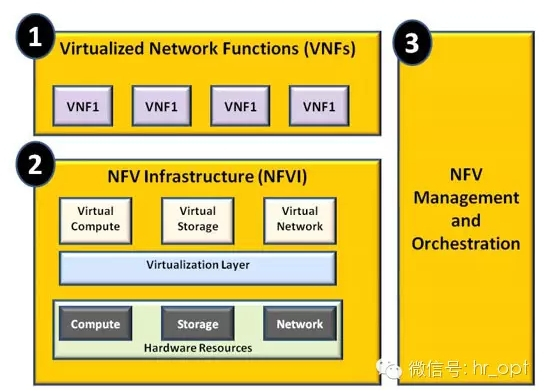 1
Virtualized Network Functions (VNFs)
VNF1
VNF1
VNF1
VNF1
2
NFV Infrastructure (NFVI)
Virtual
Compute
Virtual
Storage
Virtual
Network
Virtualization Layer
Compute
Storage
Network
Hardware Resources
3
NFV
Management
and
Orchestration
微信号: hr_opt